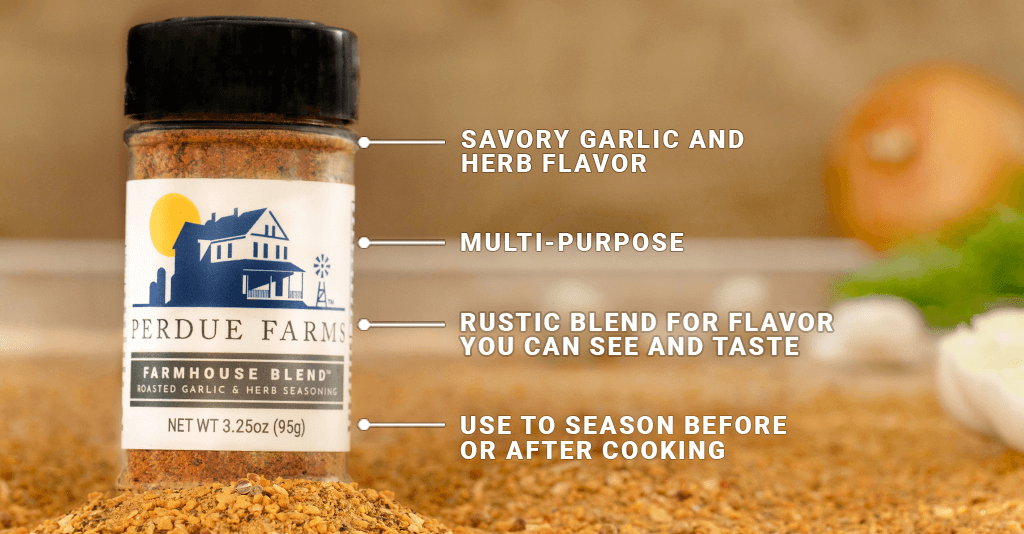 SAVORY GARLIC AND
HERB FLAVOR
MULTI-PURPOSE
RUSTIC BLEND FOR FLAVOR
YOU CAN SEE AND TASTE
USE TO SEASON BEFORE
OR AFTER COOKING
™
PERDUE FARMS
FARMHOUSE BLEND™
ROASTED GARLIC & HERB SEASONING
NET WT 3.25oz (95g)